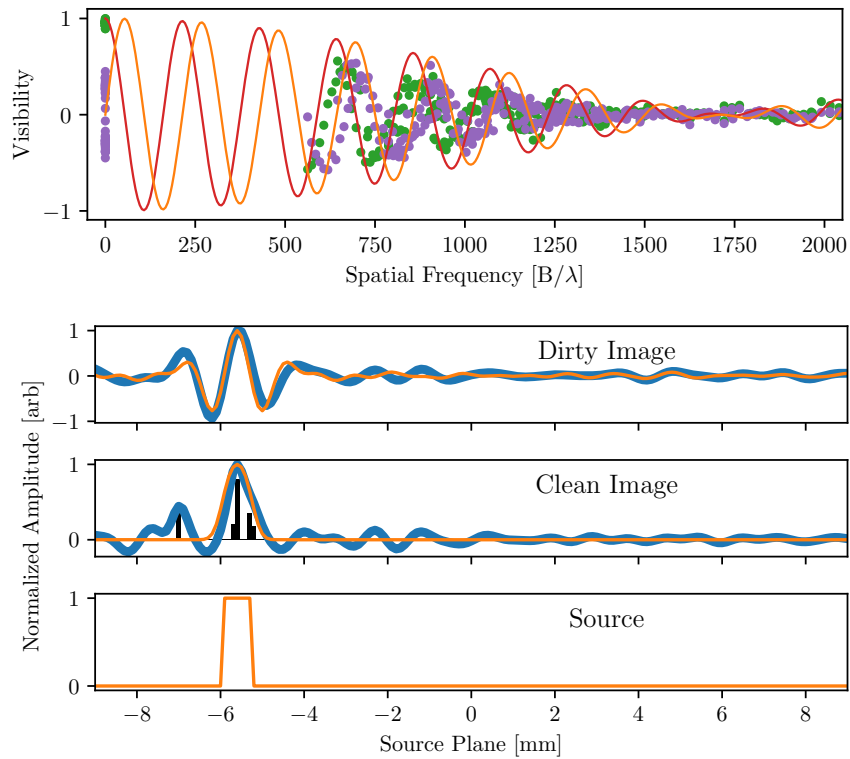 1
0
−1
Visibility
0 250 500 750 1000 1250 1500 1750 2000
Spatial Frequency [B/λ]
1
0
−1
Dirty Image
1
0
Clean Image
Normalized Amplitude [arb]
1
0
Source
−8 −6 −4 −2 0 2 4 6 8
Source Plane [mm]